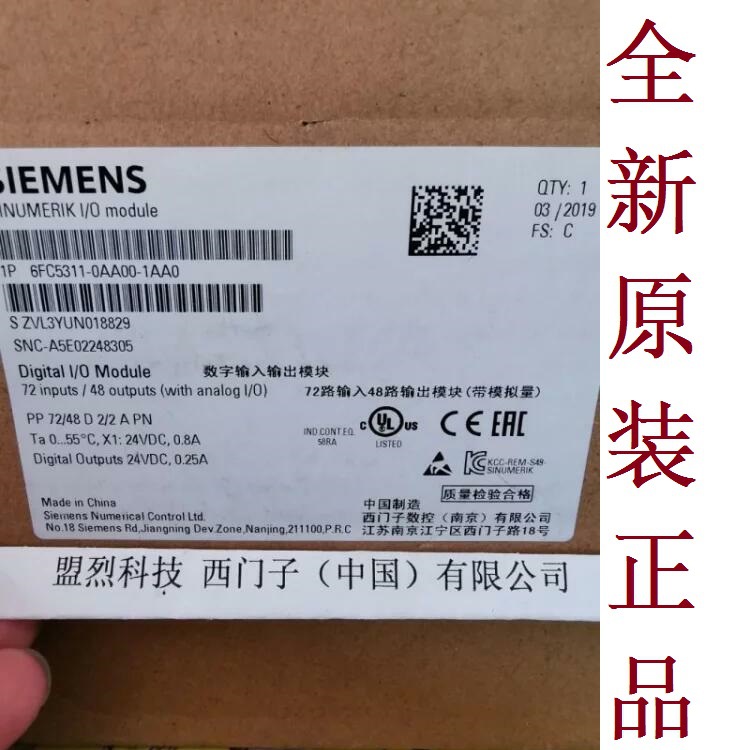 SIEMENS
SINUMERIK I/O module
QTY: 1
03/2019
FS: C
1P 6FC5311-0AA00-1AA0
S ZVL3YUN018829
SNC-A5E02248305
Digital I/O Module 数字输入输出模块
72 inputs / 48 outputs (with analog I/O) 72路输入48路输出模块(带模拟量)
PP 72/48 D 2/2 A PN
Ta 0...55°C, X1: 24VDC, 0.8A
Digital Outputs 24VDC, 0.25A
IND.CONT.EQ.
58RA
c UL us
LISTED
CE EAC
KCC-REM-S49-
SINUMERIK
质量检验合格
Made in China
Siemens Numerical Control Ltd.
No.18 Siemens Rd,Jiangning Dev.Zone,Nanjing,211100,P.R.C
中国制造
西门子数控(南京)有限公司
江苏南京江宁区西门子路18号
盟烈科技 西门子(中国)有限公司
全新原装正品